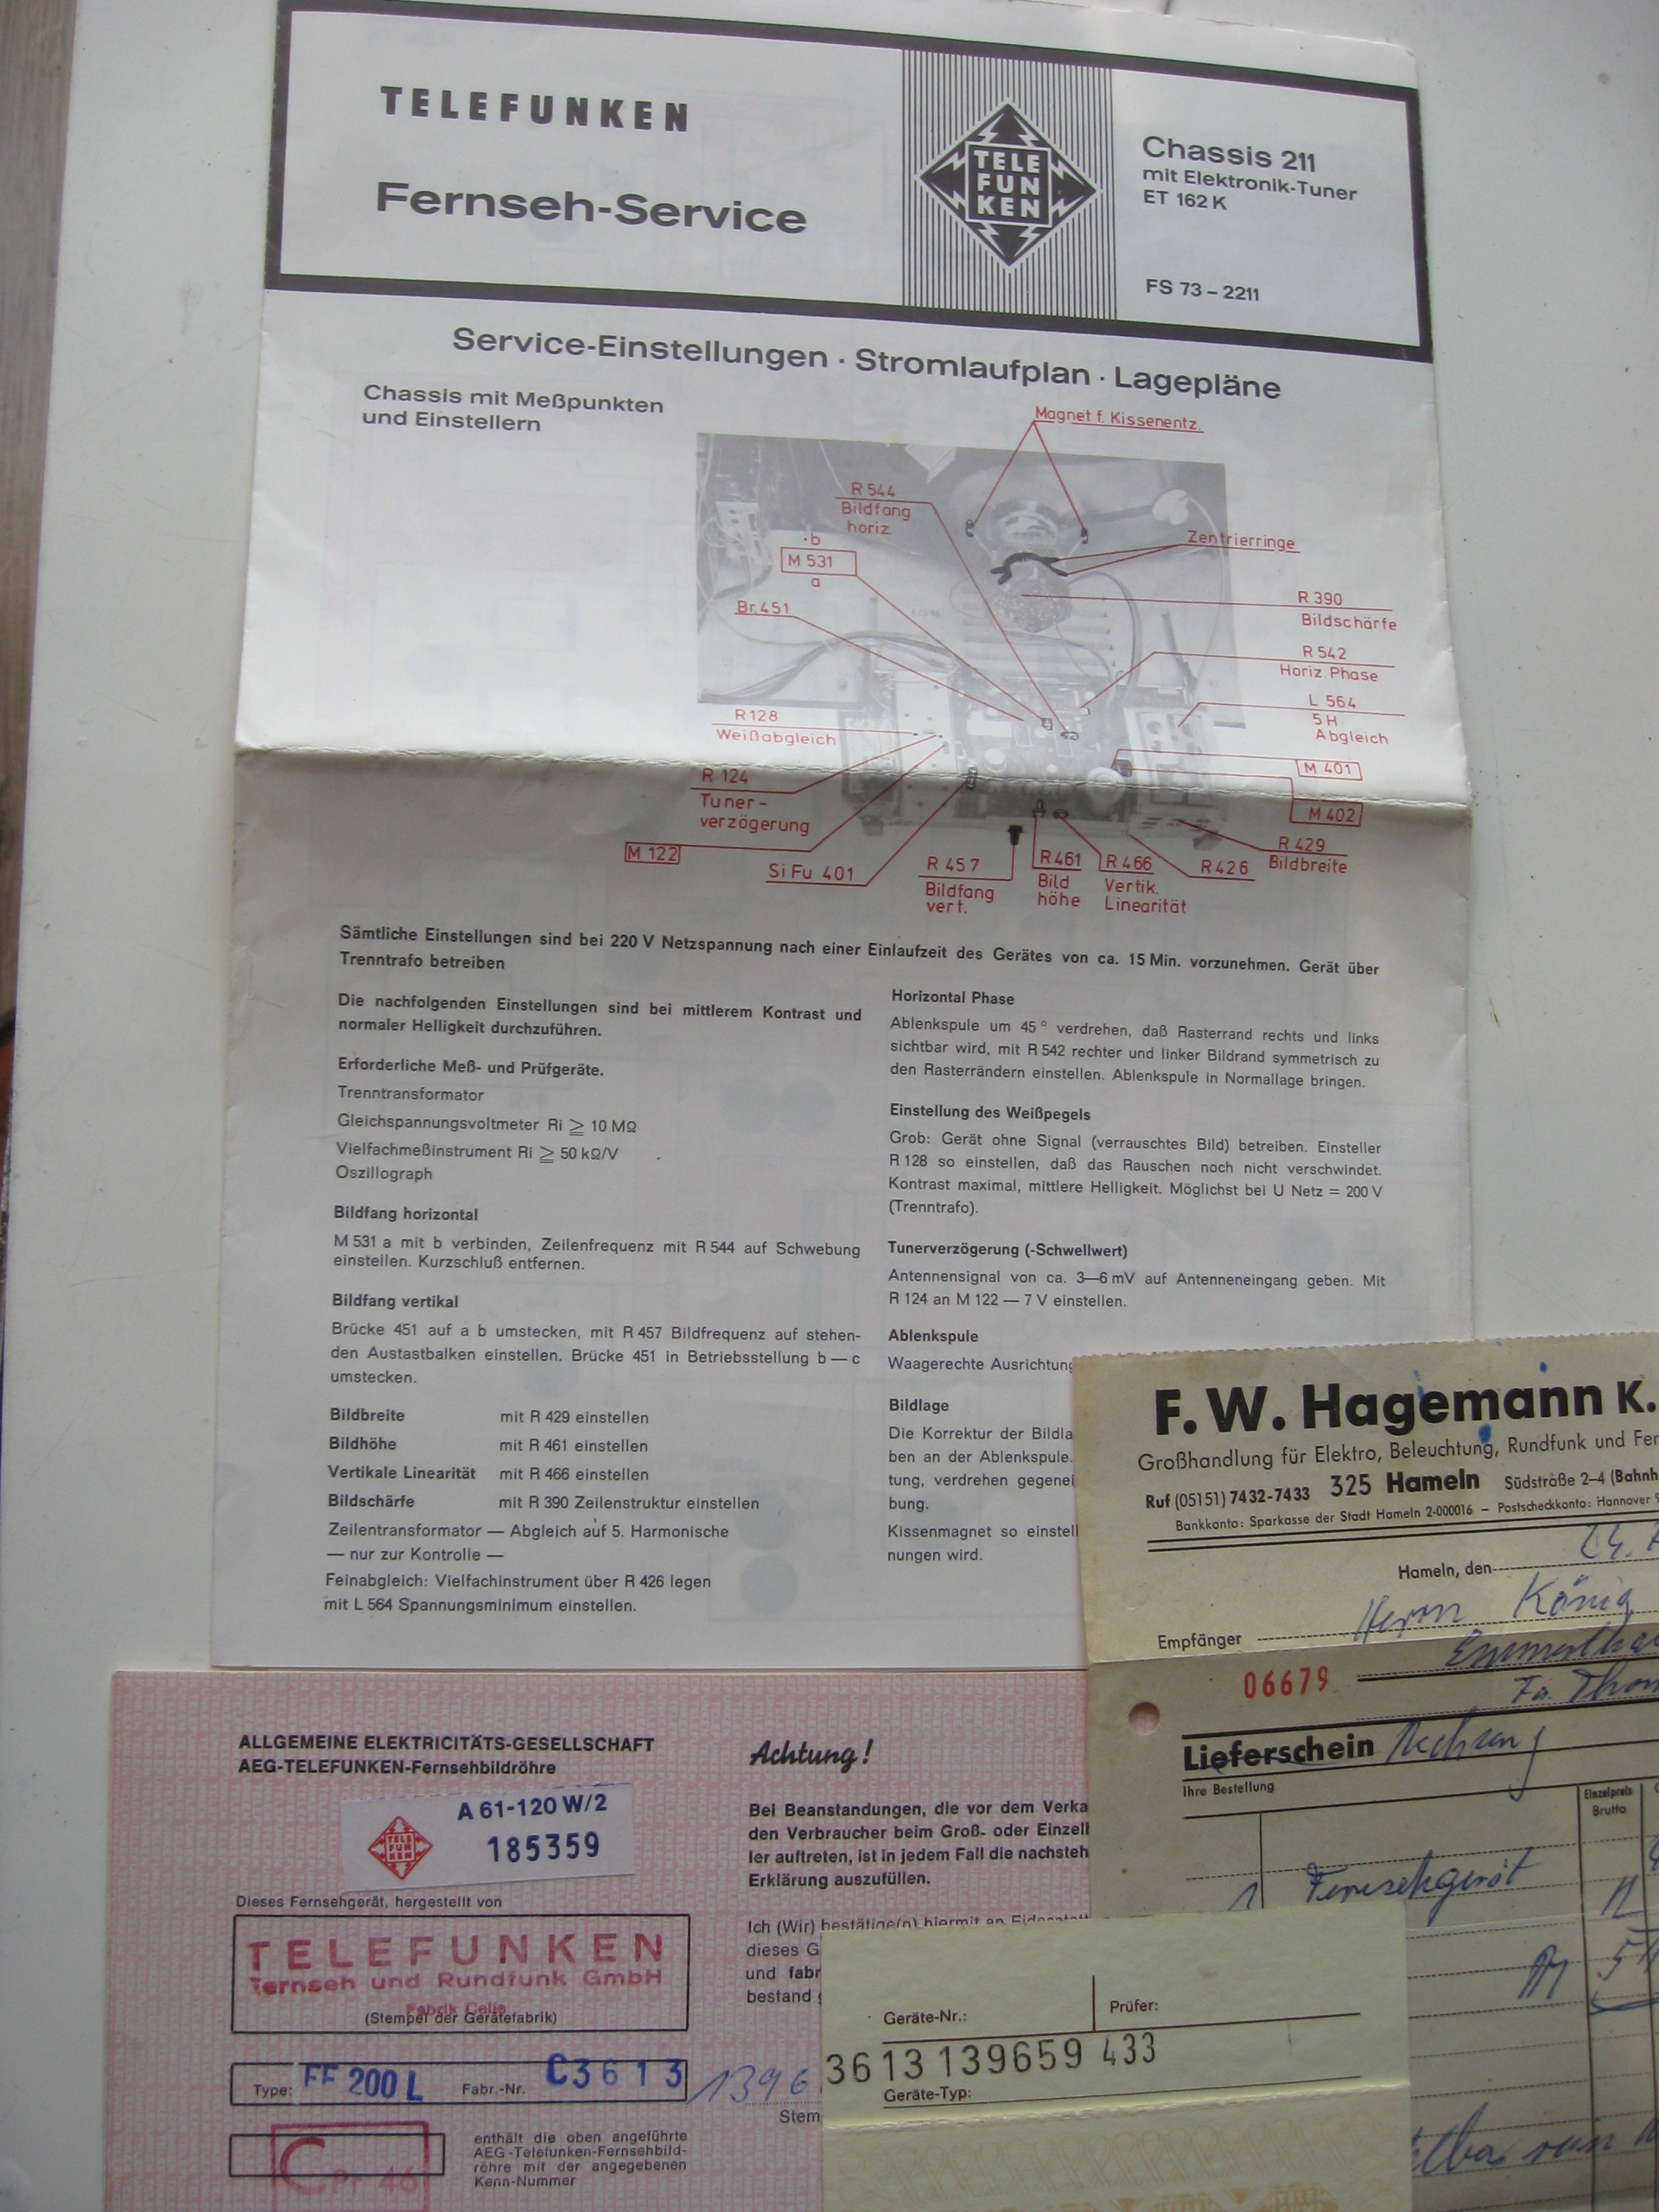 TELEFUNKEN
Fernseh-Service
TELE
FUN
KEN
Chassis 211
mit Elektronik-Tuner
ET 162 K
FS 73 – 2211
Service-Einstellungen · Stromlaufplan · Lagepläne
Chassis mit Meßpunkten
und Einstellern
Magnet f. Kissenentz.
R 544
Bildfang
horiz.
b
M 531
a
Br. 451
Zentrierringe
R 390
Bildschärfe
R 542
Horiz. Phase
L 564
5 H
Abgleich
R 128
Weißabgleich
M 401
R 124
Tuner-
verzögerung
M 402
M 122
Si Fu 401
R 457
Bildfang
vert.
R 461
Bild
höhe
R 466
Vertik.
Linearität
R 426
R 429
Bildbreite
Sämtliche Einstellungen sind bei 220 V Netzspannung nach einer Einlaufzeit des Gerätes von ca. 15 Min. vorzunehmen. Gerät über
Trenntrafo betreiben
Die nachfolgenden Einstellungen sind bei mittlerem Kontrast und
normaler Helligkeit durchzuführen.
Erforderliche Meß- und Prüfgeräte.
Trenntransformator
Gleichspannungsvoltmeter Ri ≧ 10 MΩ
Vielfachmeßinstrument Ri ≧ 50 kΩ/V
Oszillograph
Bildfang horizontal
M 531 a mit b verbinden, Zeilenfrequenz mit R 544 auf Schwebung
einstellen. Kurzschluß entfernen.
Bildfang vertikal
Brücke 451 auf a b umstecken, mit R 457 Bildfrequenz auf stehen-
den Austastbalken einstellen. Brücke 451 in Betriebsstellung b — c
umstecken.
Bildbreite mit R 429 einstellen
Bildhöhe mit R 461 einstellen
Vertikale Linearität mit R 466 einstellen
Bildschärfe mit R 390 Zeilenstruktur einstellen
Zeilentransformator — Abgleich auf 5. Harmonische
— nur zur Kontrolle —
Feinabgleich: Vielfachinstrument über R 426 legen
mit L 564 Spannungsminimum einstellen.
Horizontal Phase
Ablenkspule um 45° verdrehen, daß Rasterrand rechts und links
sichtbar wird, mit R 542 rechter und linker Bildrand symmetrisch zu
den Rasterrändern einstellen. Ablenkspule in Normallage bringen.
Einstellung des Weißpegels
Grob: Gerät ohne Signal (verrauschtes Bild) betreiben. Einsteller
R 128 so einstellen, daß das Rauschen noch nicht verschwindet.
Kontrast maximal, mittlere Helligkeit. Möglichst bei U Netz = 200 V
(Trenntrafo).
Tunerverzögerung (-Schwellwert)
Antennensignal von ca. 3—6 mV auf Antenneneingang geben. Mit
R 124 an M 122 — 7 V einstellen.
Ablenkspule
Waagerechte Ausrichtung
Bildlage
Die Korrektur der Bildla
ben an der Ablenkspule.
tung, verdrehen gegenei
bung.
Kissenmagnet so einstell
nungen wird.
F. W. Hagemann K.
Großhandlung für Elektro, Beleuchtung, Rundfunk und Fer
Ruf (05151) 7432-7433 325 Hameln Südstraße 2–4 (Bahnh
Bankkonto: Sparkasse der Stadt Hameln 2-000016 – Postscheckkonto: Hannover 9
Hameln, den
Empfänger Herrn König
06679
Fa. Thom
Lieferschein
Ihre Bestellung
Einzelpreis
Brutto
1 Fernsehgerät
ALLGEMEINE ELEKTRICITÄTS-GESELLSCHAFT
AEG-TELEFUNKEN-Fernsehbildröhre
TELE
FUN
KEN
A 61-120 W/2
185359
Dieses Fernsehgerät, hergestellt von
TELEFUNKEN
Fernseh und Rundfunk GmbH
Fabrik Celle
(Stempel der Gerätefabrik)
Type: FF 200 L Fabr.-Nr. C3613 1396
C
Pr 46
enthält die oben angeführte
AEG-Telefunken-Fernsehbild-
röhre mit der angegebenen
Kenn-Nummer
Achtung!
Bei Beanstandungen, die vor dem Verka
den Verbraucher beim Groß- oder Einzell
ler auftreten, ist in jedem Fall die nachsteh
Erklärung auszufüllen.
Ich (Wir) bestätige(n) hiermit an Eidesstatt
dieses G
und fabr
bestand
Stem
Geräte-Nr.:
Prüfer:
3613 139659 433
Geräte-Typ: